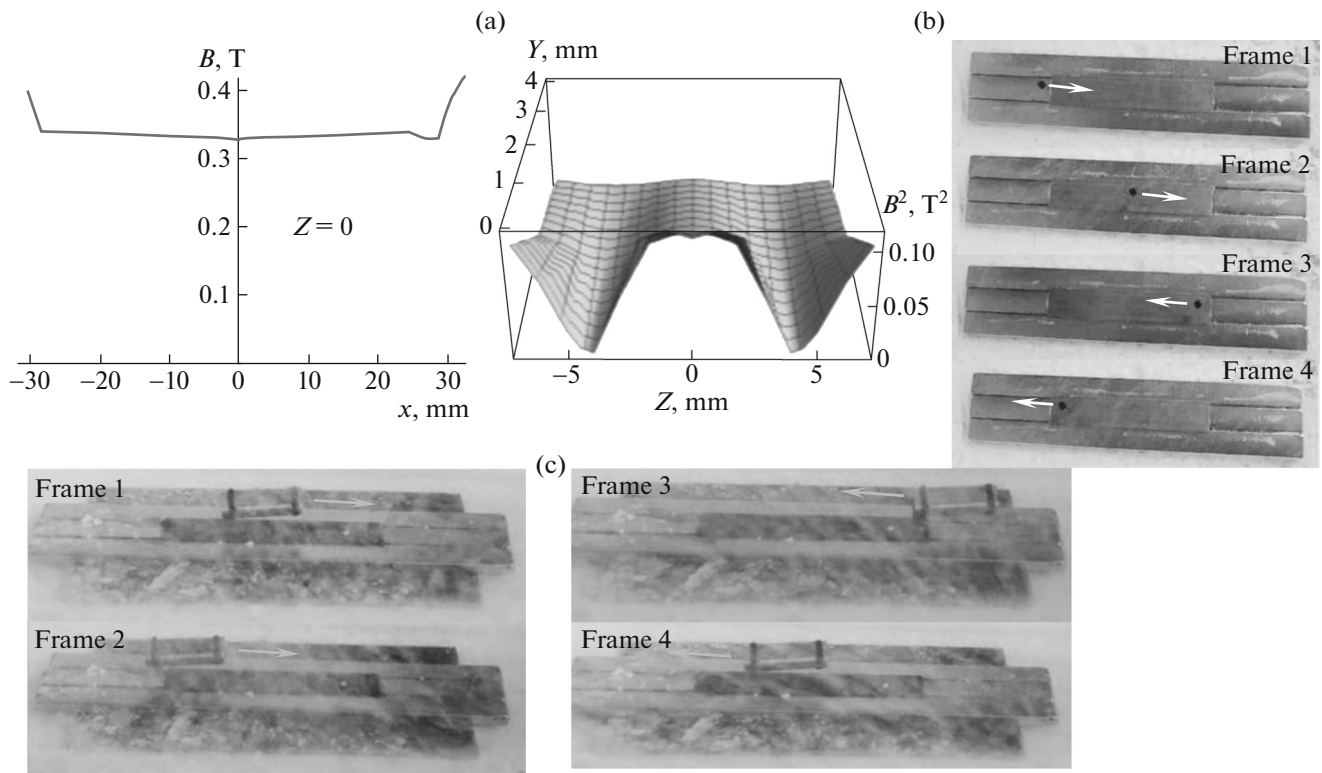 (a)
B, T
0.4
0.3
0.2
0.1
Z = 0
−30
−20
−10
0
10
20
30
x, mm
Y, mm
4
3
2
1
0
B², T²
0.10
0.05
0
−5
0
5
Z, mm
(b)
Frame 1
Frame 2
Frame 3
Frame 4
(c)
Frame 1
Frame 2
Frame 3
Frame 4